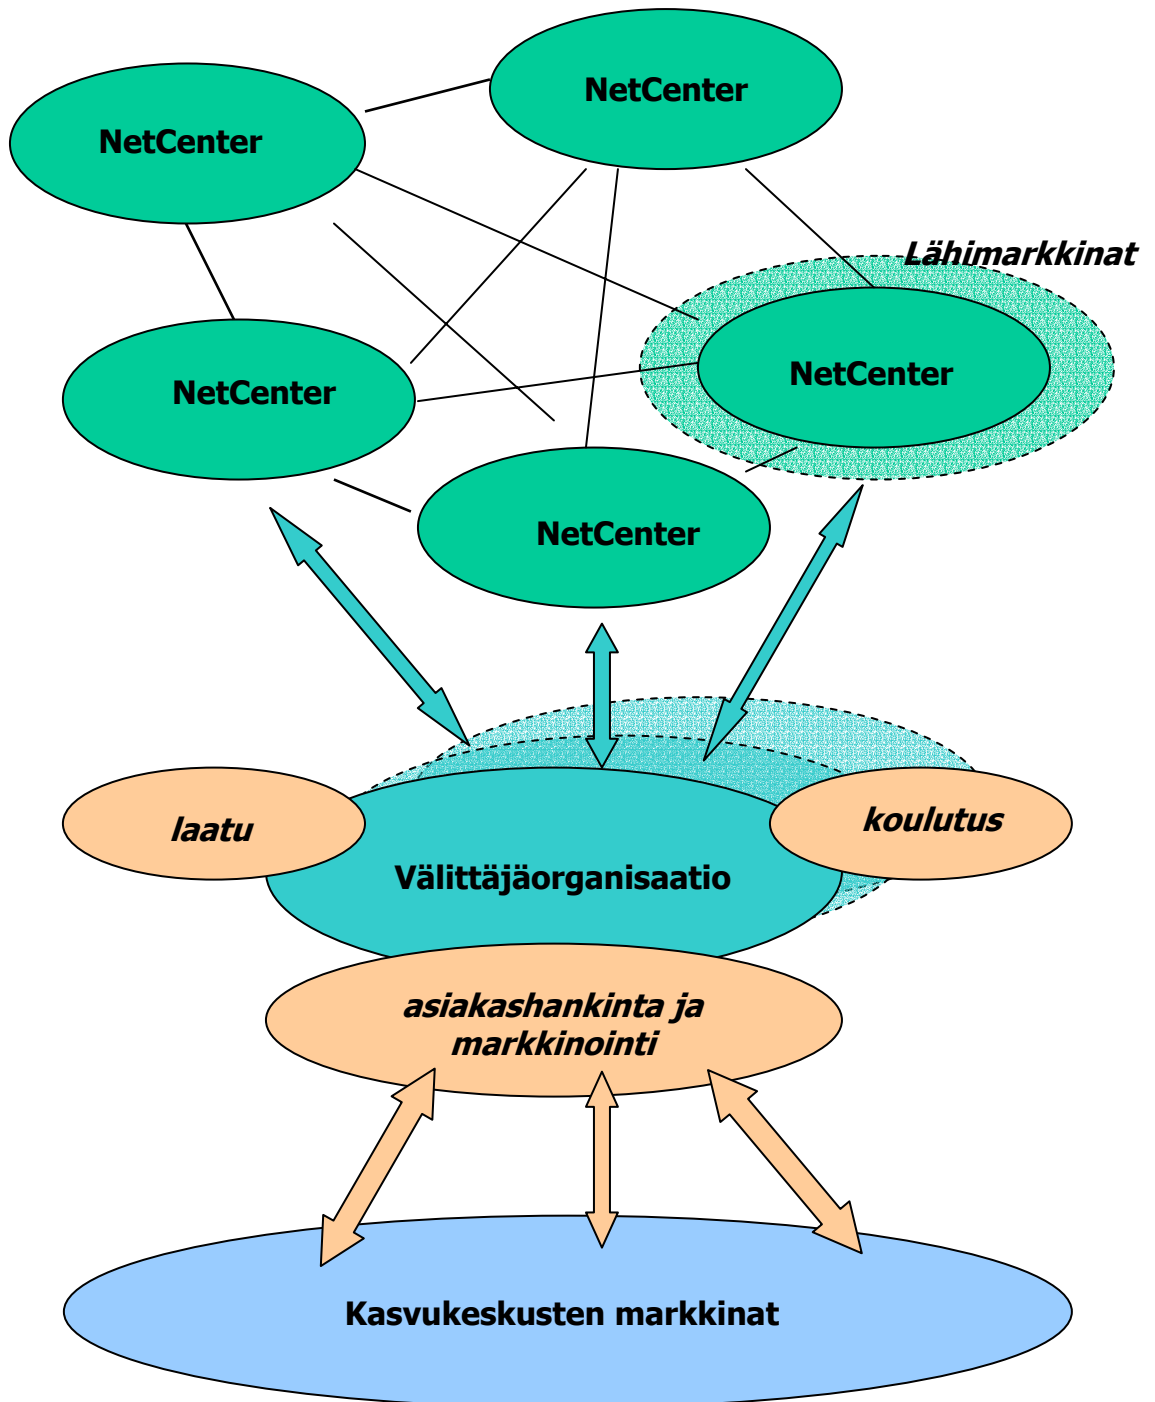 NetCenter
NetCenter
Lähimarkkinat
NetCenter
NetCenter
NetCenter
laatu
koulutus
Välittäjäorganisaatio
asiakashankinta ja
markkinointi
Kasvukeskusten markkinat